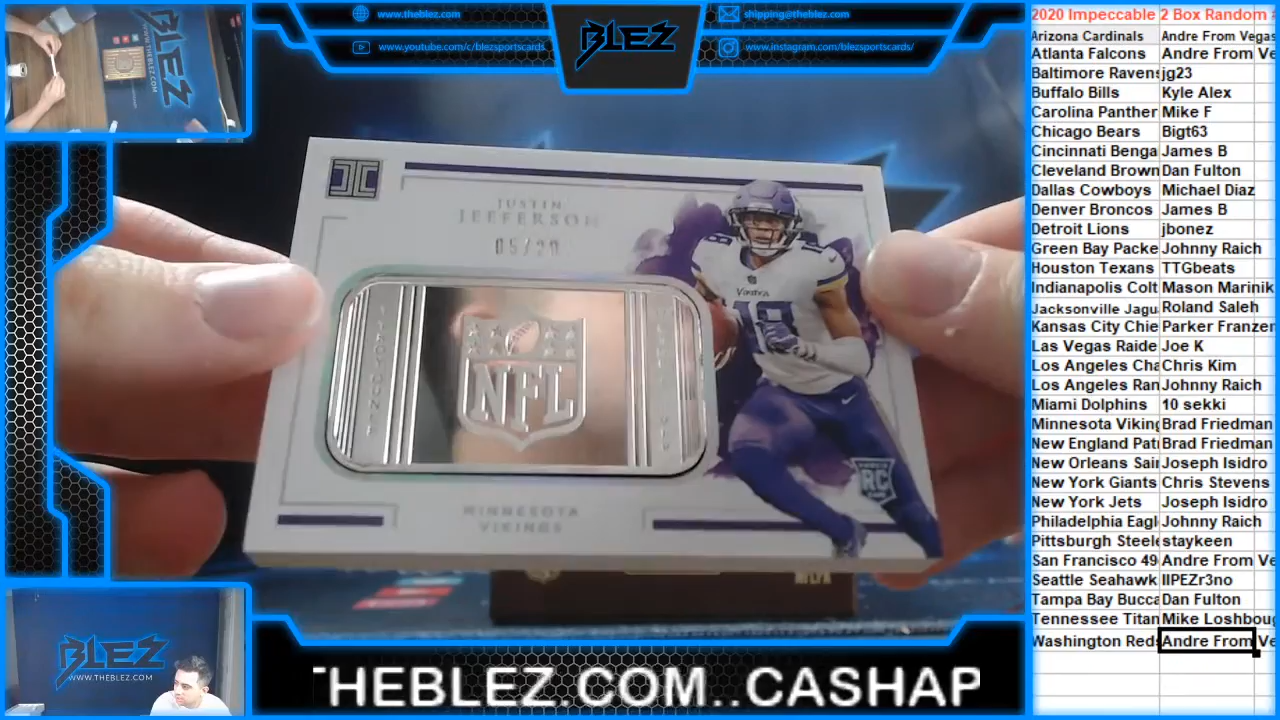 www.theblez.com
www.youtube.com/c/blezsportscards
BLEZ
shipping@theblez.com
www.instagram.com/blezsportscards/
BLEZ
JUSTIN
JEFFERSON
05/20
NFL
Vikings
18
18
RC
MINNESOTA
VIKINGS
BLEZ
WWW.THEBLEZ.COM
THEBLEZ.COM..CASHAP
2020 Impeccable 2 Box Random
Arizona Cardinals Andre From Vegas
Atlanta Falcons Andre From Ve
Baltimore Ravens jg23
Buffalo Bills Kyle Alex
Carolina Panther Mike F
Chicago Bears Bigt63
Cincinnati Benga James B
Cleveland Brown Dan Fulton
Dallas Cowboys Michael Diaz
Denver Broncos James B
Detroit Lions jbonez
Green Bay Packe Johnny Raich
Houston Texans TTGbeats
Indianapolis Colt Mason Marinik
Jacksonville Jagu Roland Saleh
Kansas City Chie Parker Franzen
Las Vegas Raide Joe K
Los Angeles Cha Chris Kim
Los Angeles Ran Johnny Raich
Miami Dolphins 10 sekki
Minnesota Viking Brad Friedman
New England Pat Brad Friedman
New Orleans Sai Joseph Isidro
New York Giants Chris Stevens
New York Jets Joseph Isidro
Philadelphia Eagl Johnny Raich
Pittsburgh Steele staykeen
San Francisco 49 Andre From Ve
Seattle Seahawk
Tampa Bay Bucca Dan Fulton
Tennessee Titan Mike Loshboug
Washington Reds Andre From Ve